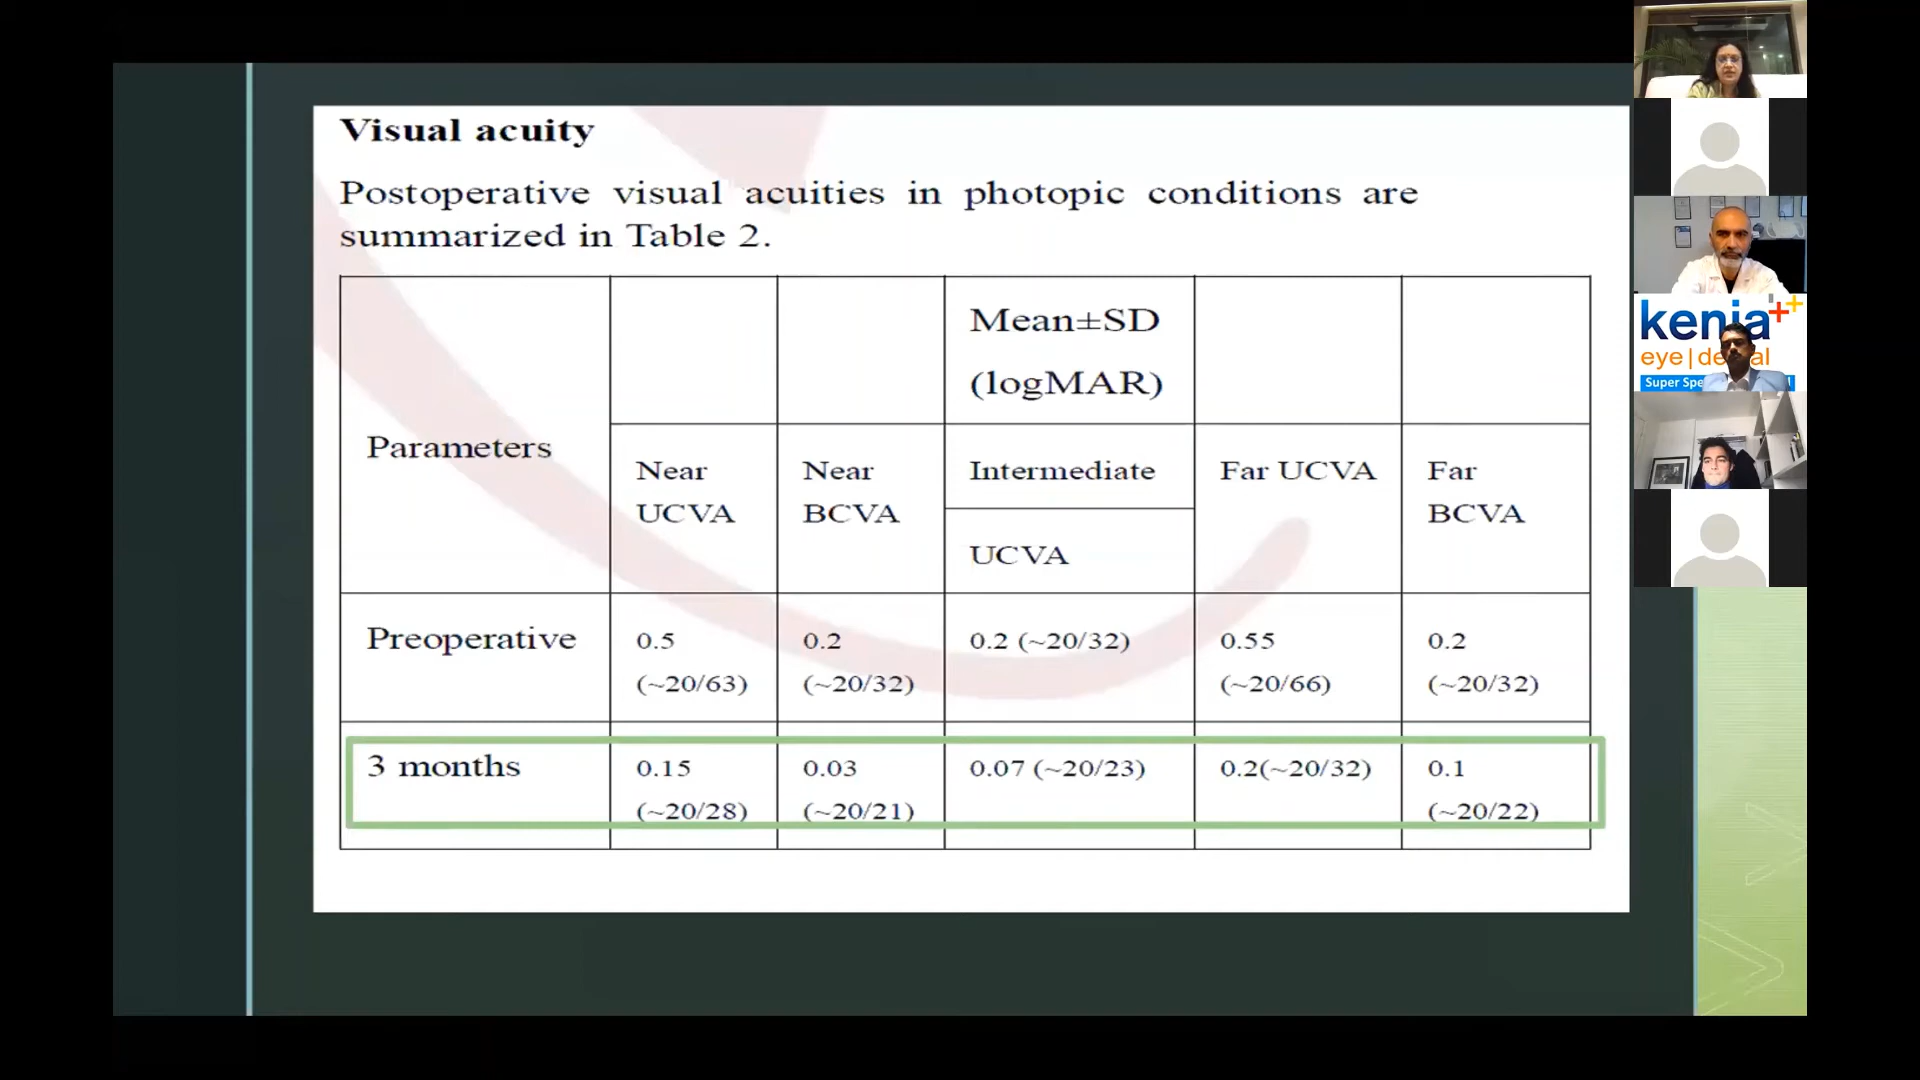 Visual acuity
Postoperative visual acuities in photopic conditions are
summarized in Table 2.
Mean±SD
(logMAR)
Parameters
Near
UCVA
Near
BCVA
Intermediate
UCVA
Far UCVA
Far
BCVA
Preoperative
0.5
(~20/63)
0.2
(~20/32)
0.2 (~20/32)
0.55
(~20/66)
0.2
(~20/32)
3 months
0.15
(~20/28)
0.03
(~20/21)
0.07 (~20/23)
0.2(~20/32)
0.1
(~20/22)
kenia
eye|de al
Super Spe